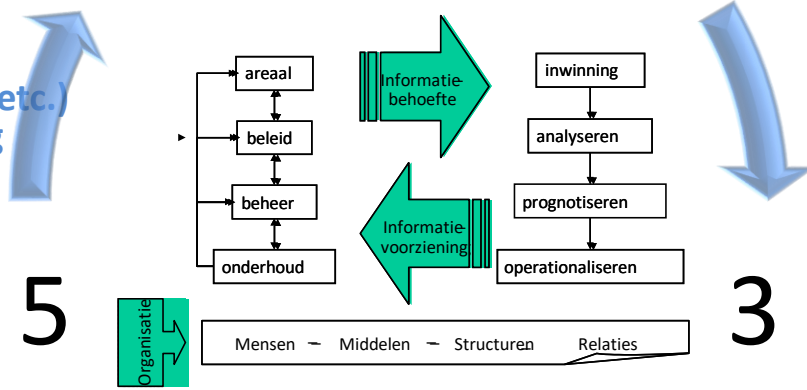 etc.)
g
areaal
beleid
beheer
onderhoud
Informatie-
behoefte
Informatie-
voorziening
inwinning
analyseren
prognotiseren
operationaliseren
5
3
Organisatie
Mensen – Middelen – Structuren – Relaties